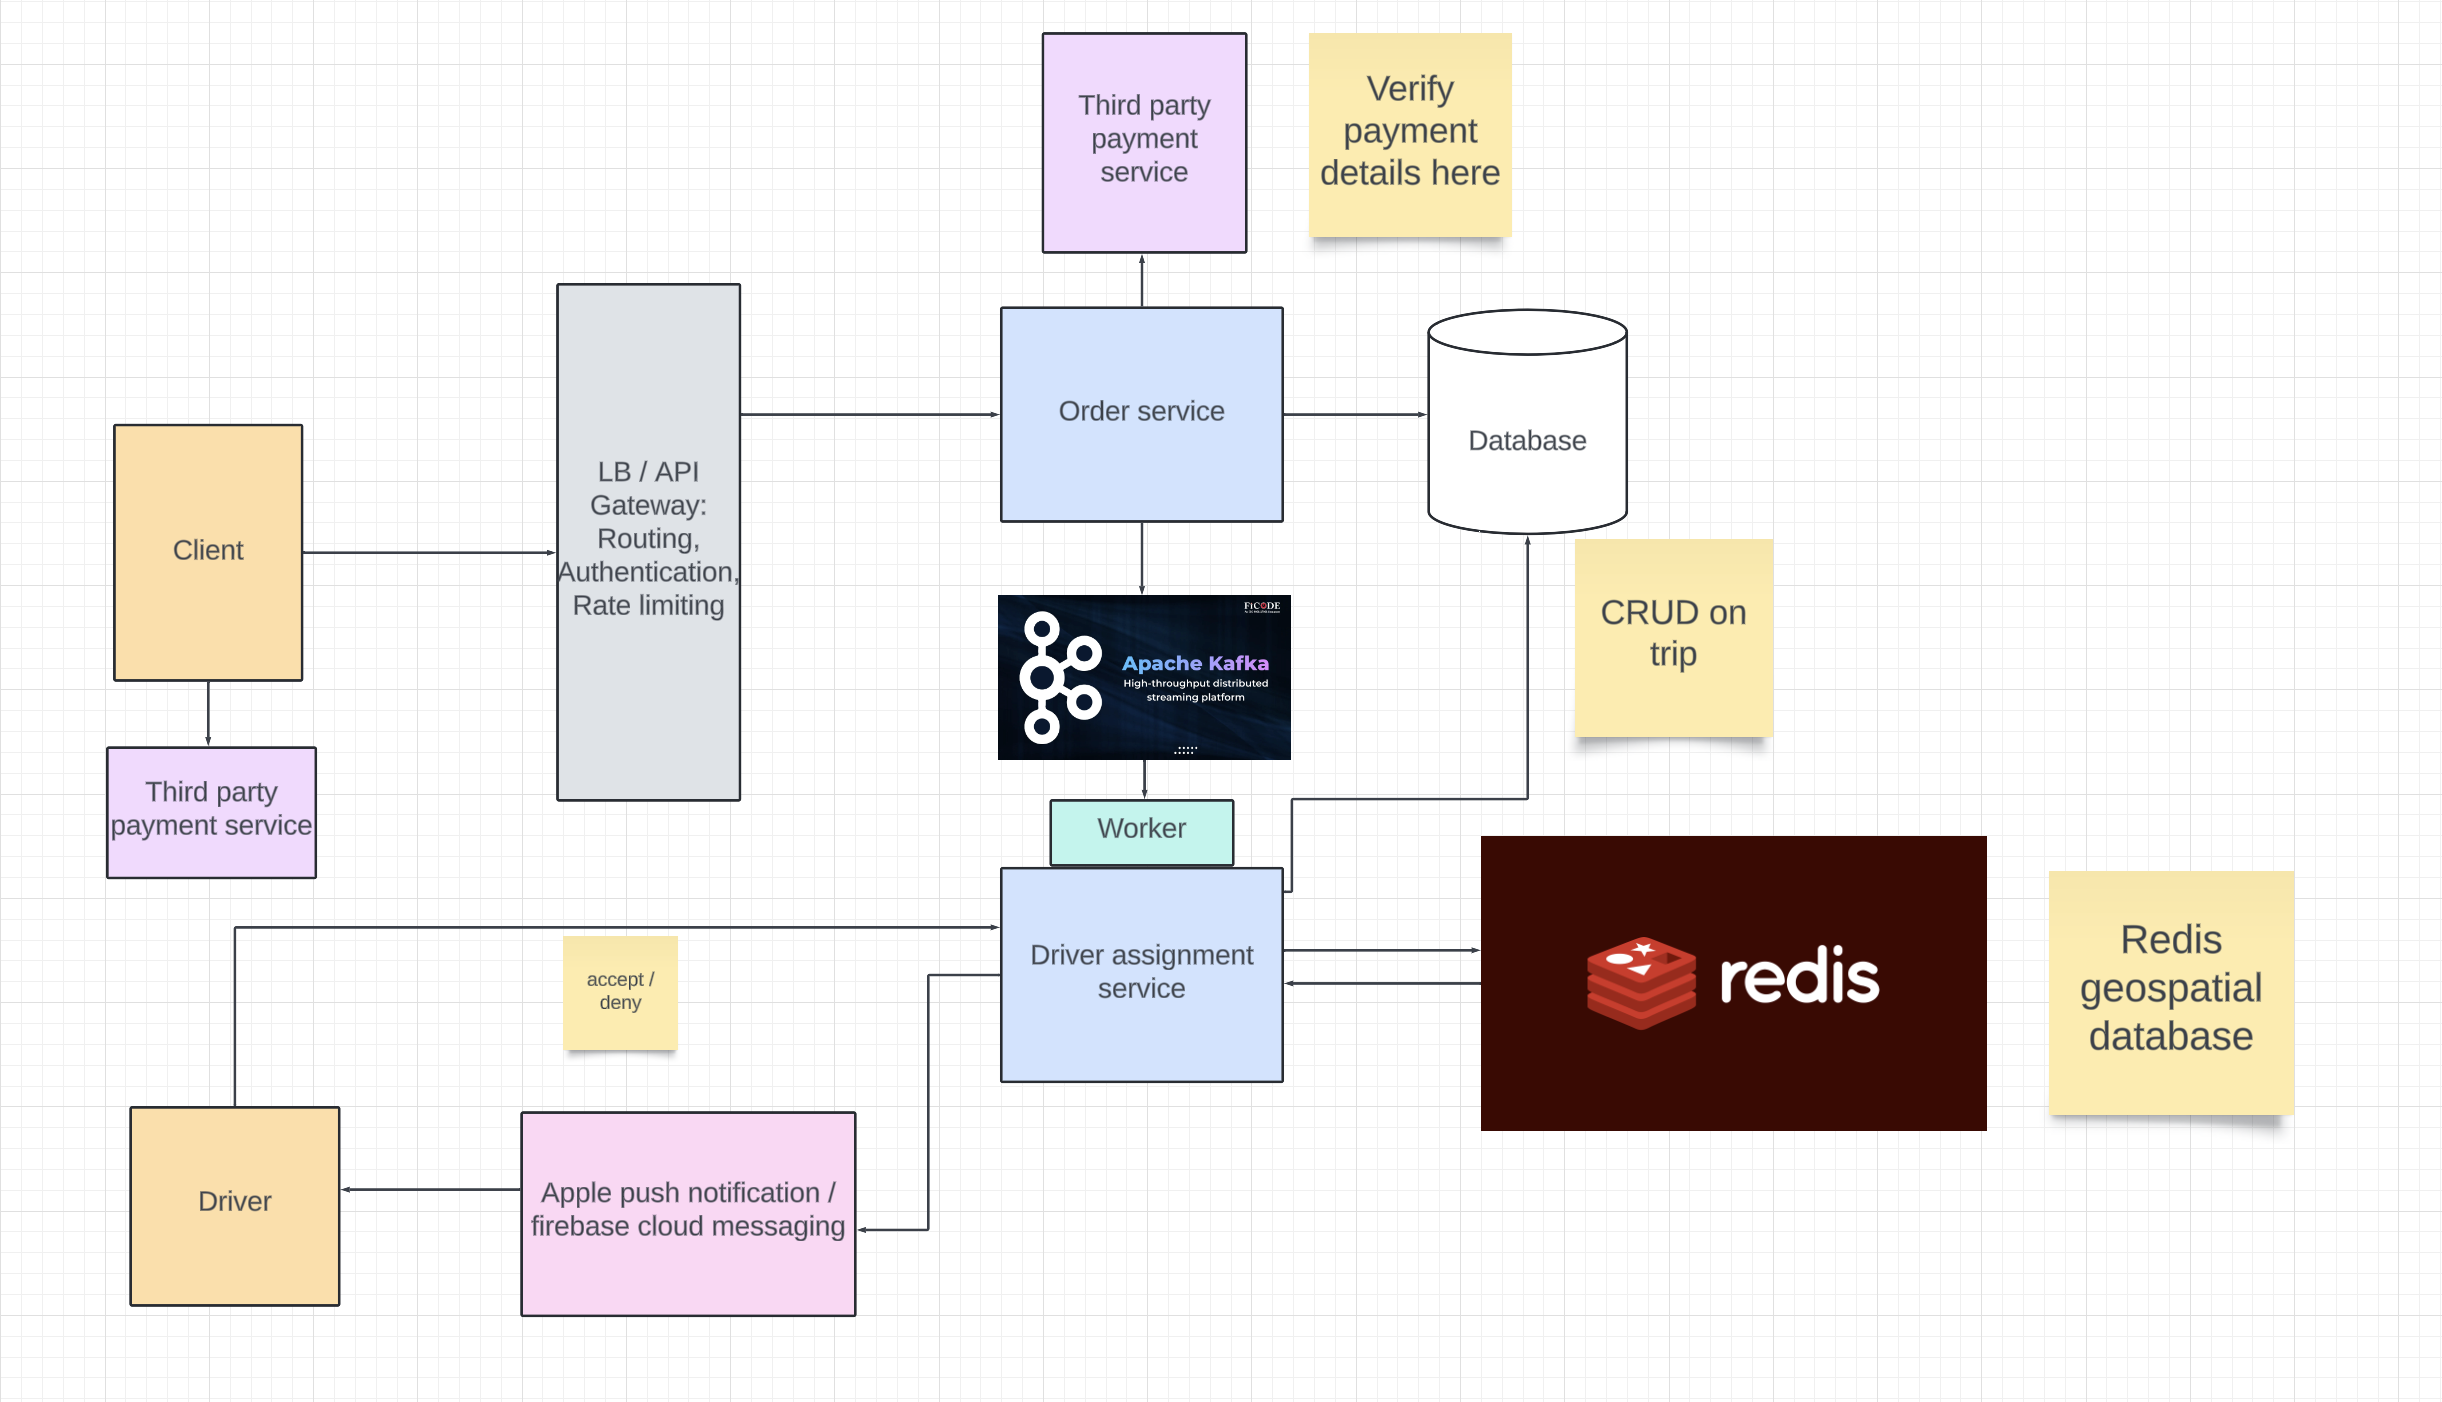 Third party
payment
service
Verify
payment
details here
Order service
Database
LB / API
Gateway:
Routing,
Authentication,
Rate limiting
Client
CRUD on
trip
FiCODE
Apache Kafka
High-throughput distributed
streaming platform
Third party
payment service
Worker
accept /
deny
Driver assignment
service
redis
Redis
geospatial
database
Driver
Apple push notification /
firebase cloud messaging